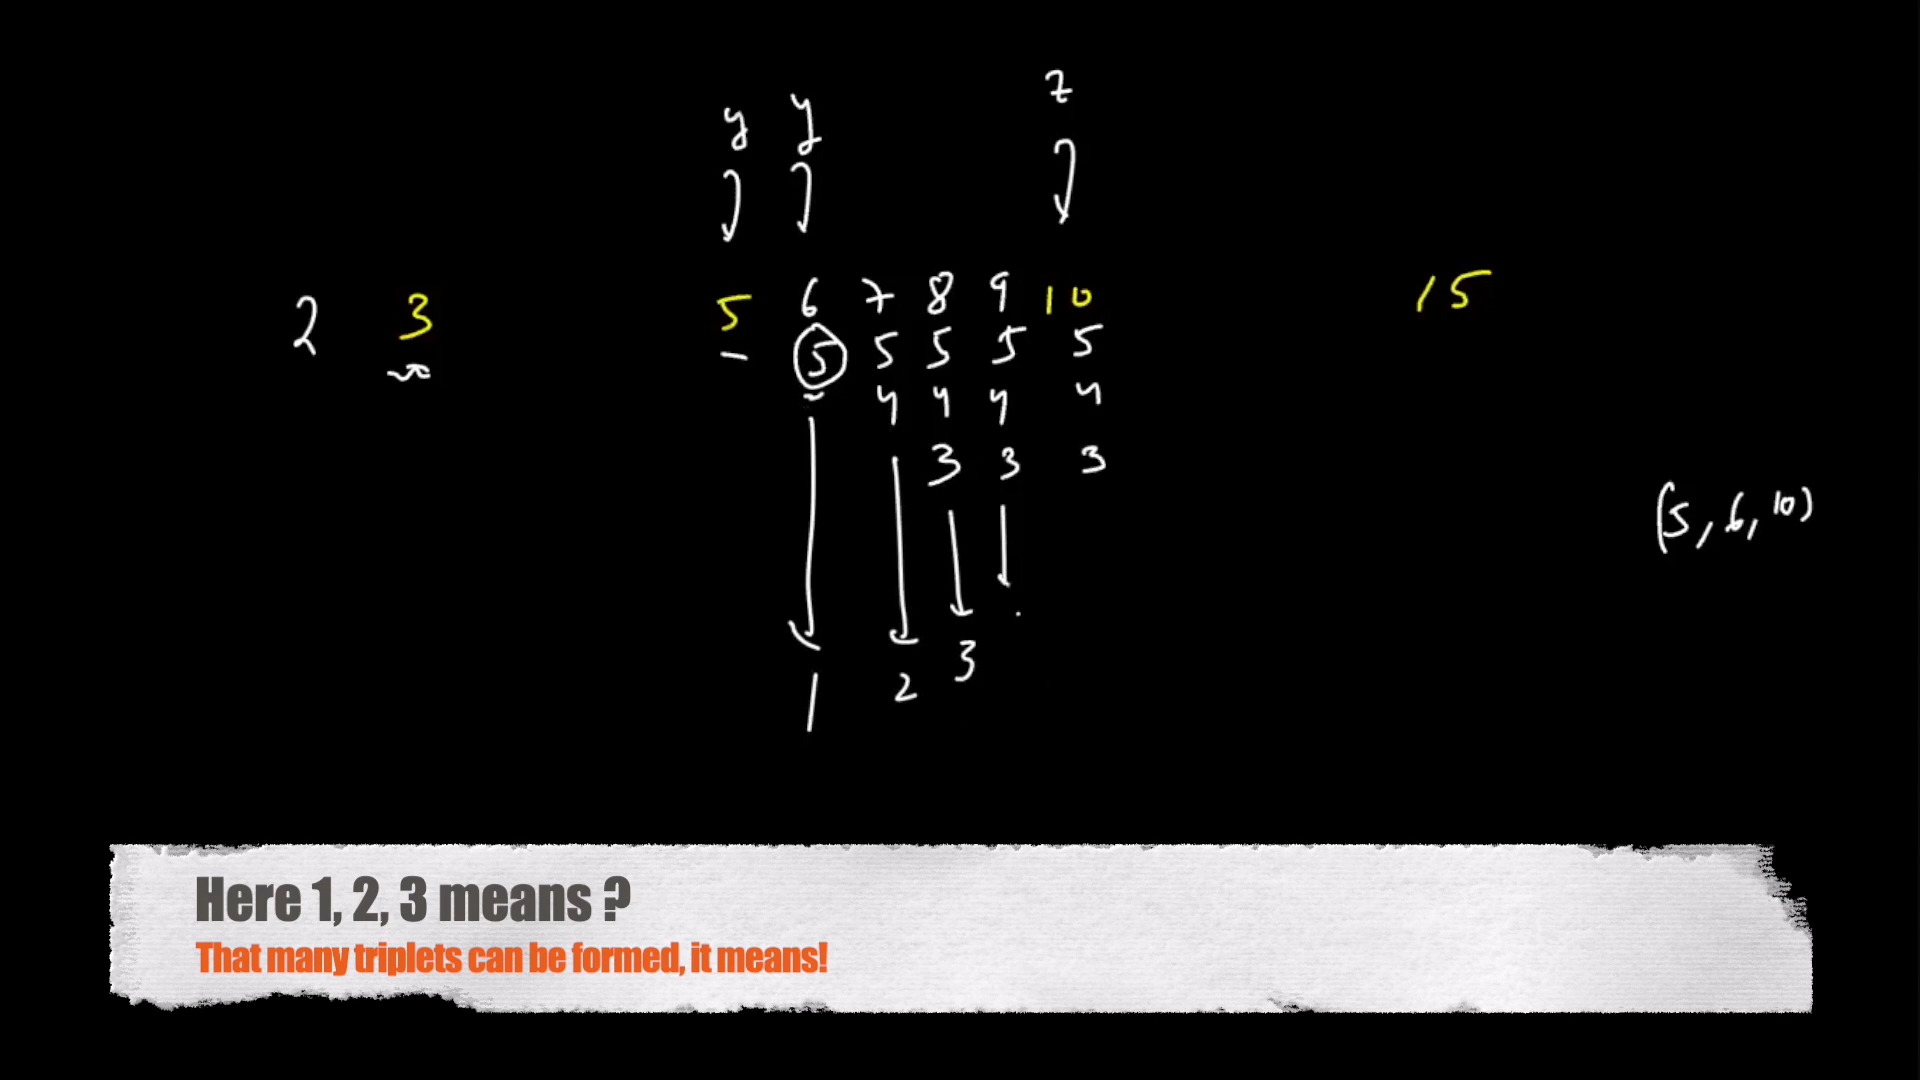 z
y y
2 3 5 6 7 8 9 10 15
5 5 5 5 5
4 4 4 4
3 3 3
(5, 6, 10)
1 2 3
Here 1, 2, 3 means ?
That many triplets can be formed, it means!